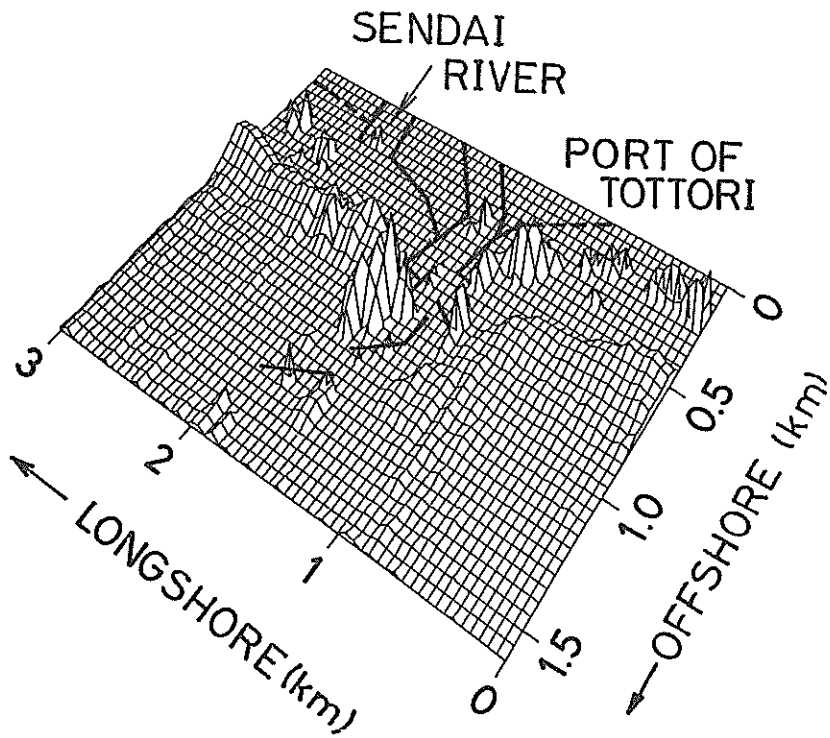 SENDAI
RIVER
PORT OF
TOTTORI
0
0.5
1.0
1.5
OFFSHORE (km)
3
2
1
0
LONGSHORE (km)